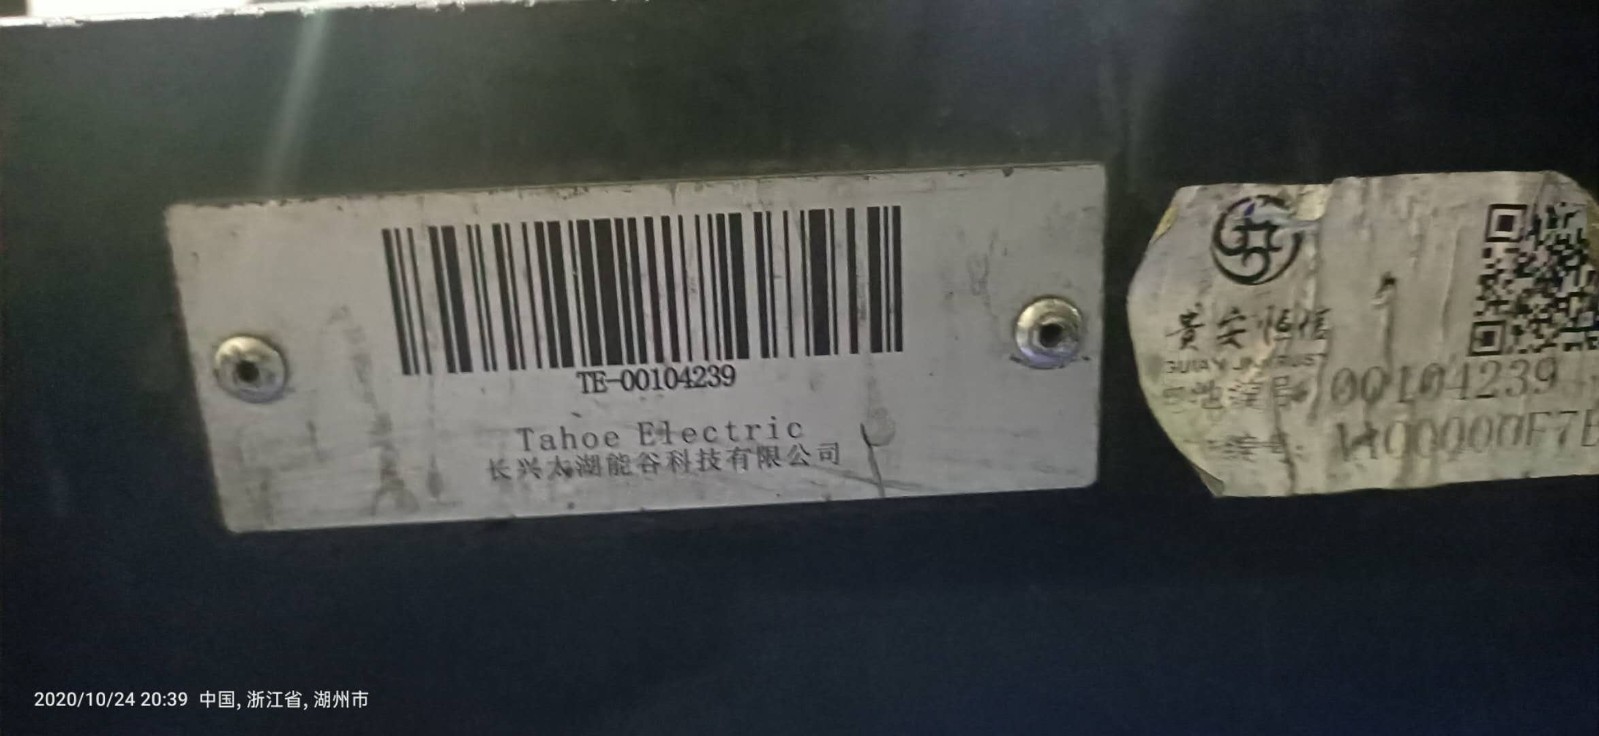 TE-00104239
Tahoe Electric
长兴太湖能谷科技有限公司
贵安恒信
00104239
2020/10/24 20:39 中国, 浙江省, 湖州市